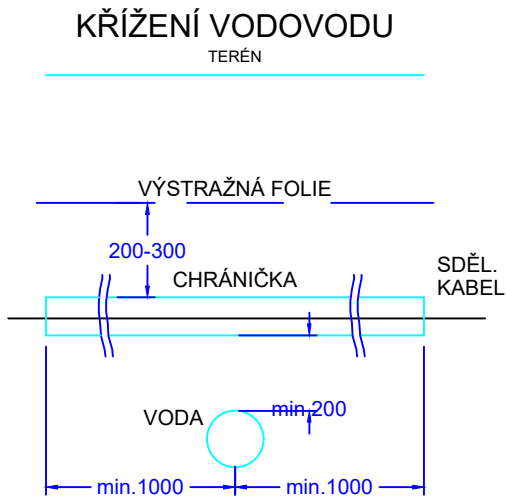 KŘÍŽENÍ VODOVODU
TERÉN
VÝSTRAŽNÁ FOLIE
200-300
CHRÁNIČKA
SDĚL.
KABEL
VODA
min.200
min.1000
min.1000